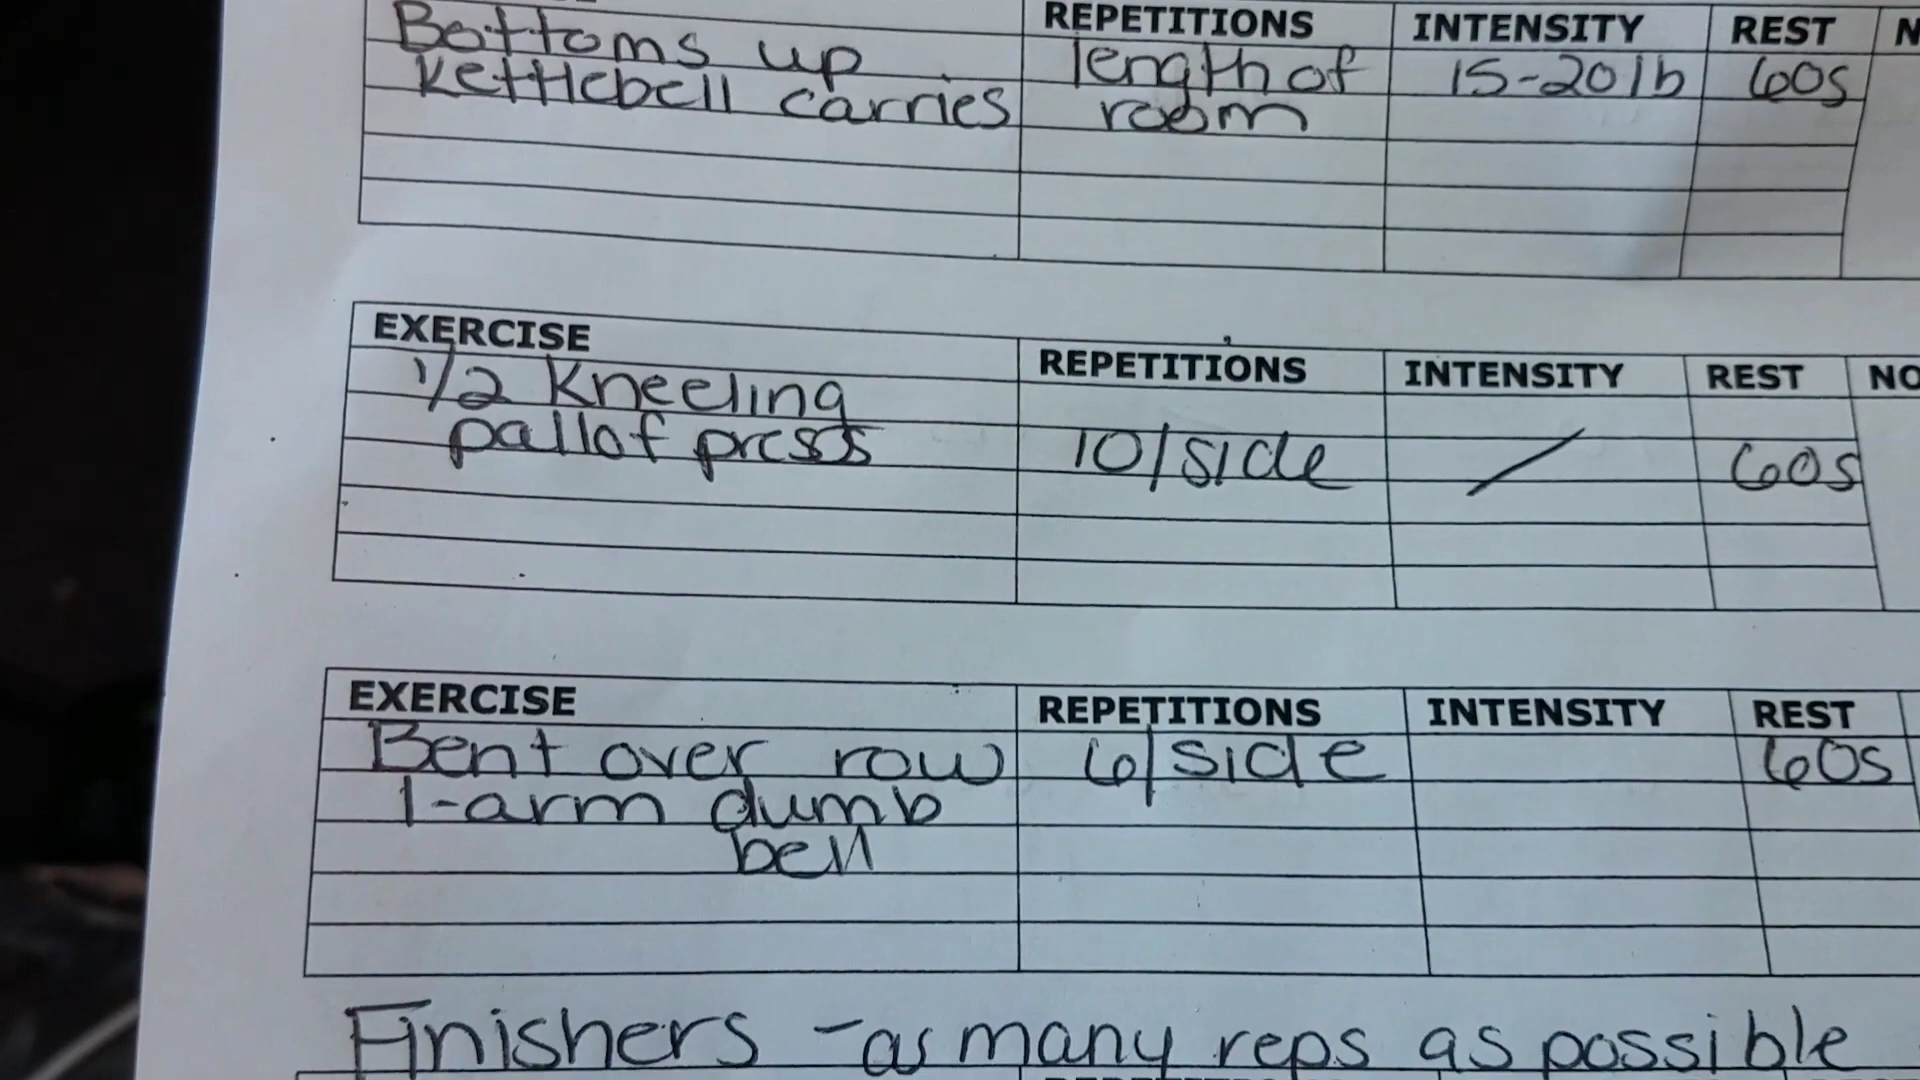 REPETITIONS INTENSITY REST N
Bottoms up length of 15-20lb 60s
kettlebell carries room
EXERCISE REPETITIONS INTENSITY REST NO
1/2 kneeling
pallof press 10/side / 60s
EXERCISE REPETITIONS INTENSITY REST
Bent over row 6/side 60s
1-arm dumb
bell
Finishers - as many reps as possible